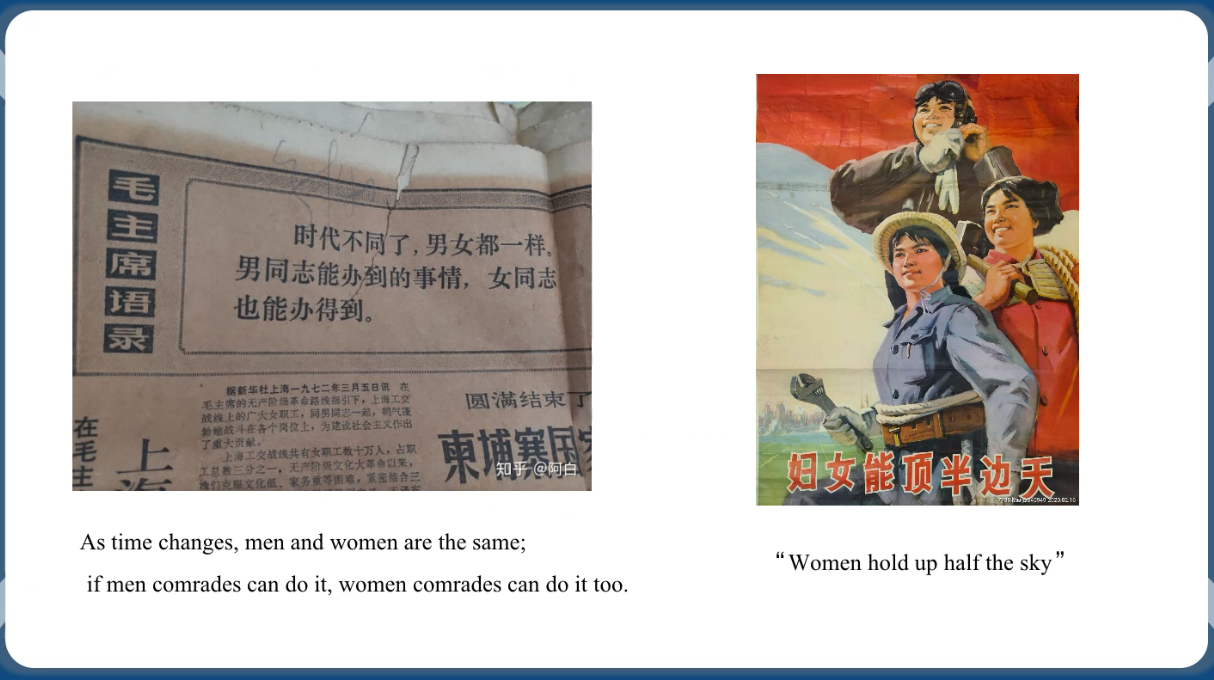 毛主席语录
时代不同了，男女都一样。
男同志能办到的事情，女同志
也能办得到。
据新华社上海一九七二年三月五日讯 在
毛主席的无产阶级革命路线指引下，上海工交
战线上的广大女职工，同男同志一起，朝气蓬
勃地战斗在各个岗位上，为建设社会主义作出
了重大贡献。
上海工交战线共有女职工数十万人，占职
工总数三分之一，无产阶级文化大革命以来，
她们克服文化低、家务重等困难，紧密结合三
在毛主
上海
圆满结束了
柬埔寨国
知乎 @阿白
As time changes, men and women are the same;
if men comrades can do it, women comrades can do it too.
妇女能顶半边天
“Women hold up half the sky”